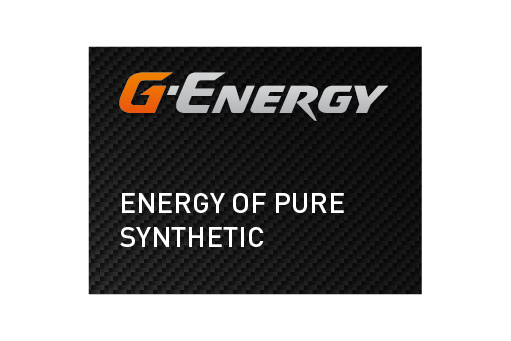 G-ENERGY
ENERGY OF PURE
SYNTHETIC